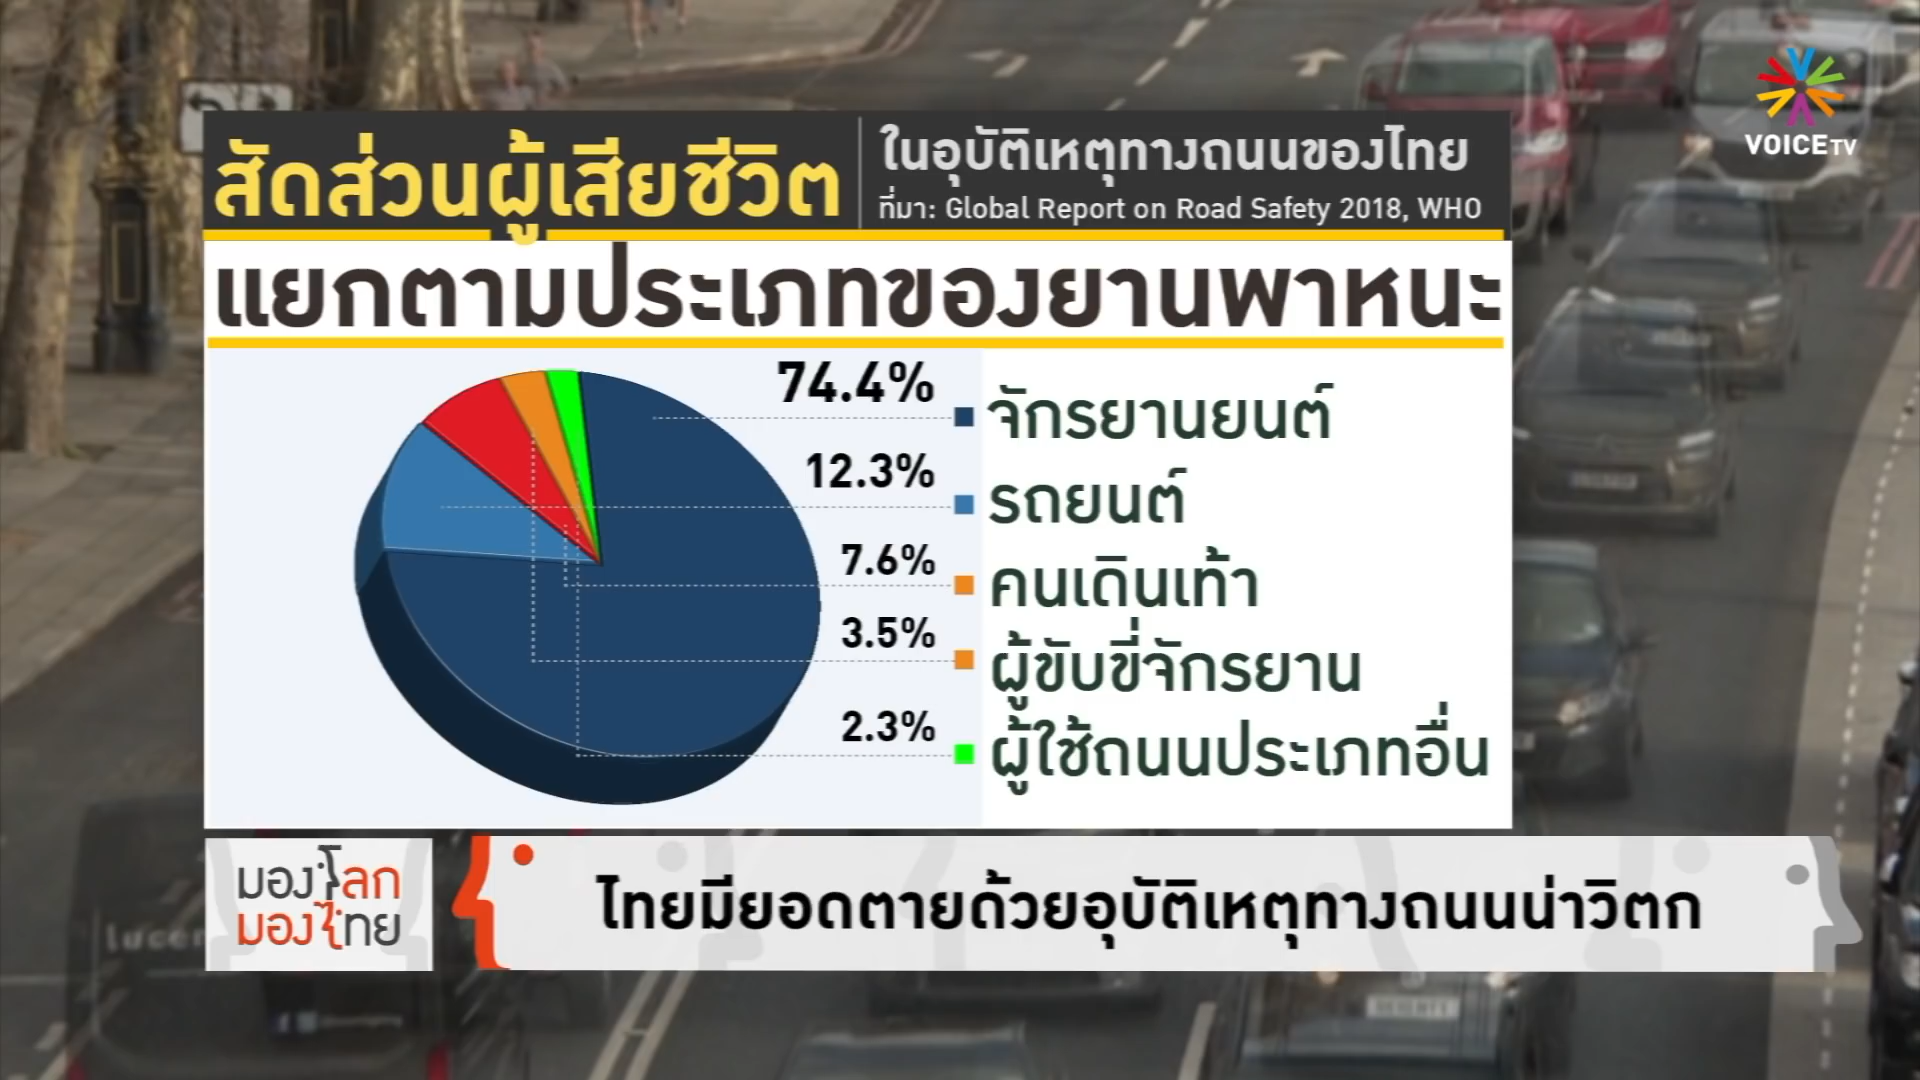 VOICETV
สัดส่วนผู้เสียชีวิต
ในอุบัติเหตุทางถนนของไทย
ที่มา: Global Report on Road Safety 2018, WHO
แยกตามประเภทของยานพาหนะ
74.4% จักรยานยนต์
12.3% รถยนต์
7.6% คนเดินเท้า
3.5% ผู้ขับขี่จักรยาน
2.3% ผู้ใช้ถนนประเภทอื่น
มองโลก
มองไทย
ไทยมียอดตายด้วยอุบัติเหตุทางถนนน่าวิตก